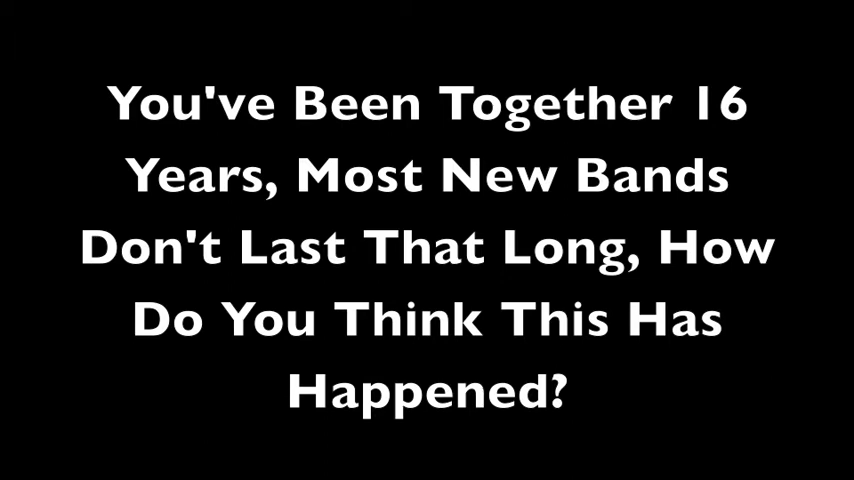 You've Been Together 16
Years, Most New Bands
Don't Last That Long, How
Do You Think This Has
Happened?